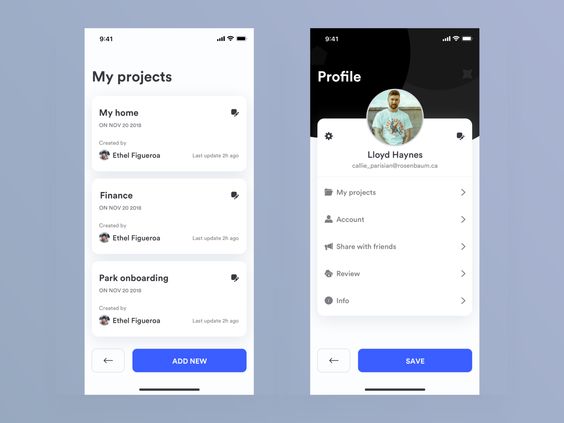 9:41
My projects
My home
ON NOV 20 2018
Created by
Ethel Figueroa
Last update 2h ago
Finance
ON NOV 20 2018
Created by
Ethel Figueroa
Last update 2h ago
Park onboarding
ON NOV 20 2018
Created by
Ethel Figueroa
Last update 2h ago
ADD NEW
9:41
Profile
Lloyd Haynes
callie_parisian@rosenbaum.ca
My projects
Account
Share with friends
Review
Info
SAVE